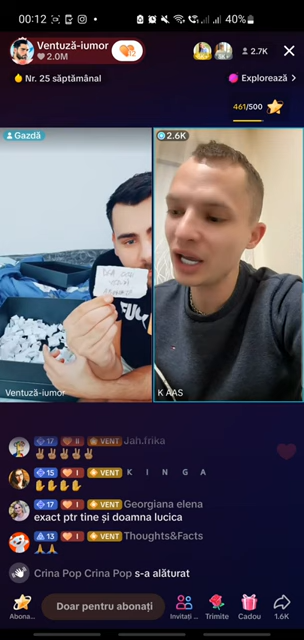 00:12
40%
Ventuză-iumor
2.0M
2.7K
Nr. 25 săptămânal
Explorează >
461/500
Gazdă
2.6K
Ventuză-iumor
K AAS
17 II VENT Jah.frika
15 I VENT K I N G A
17 I VENT Georgiana elena
exact ptr tine și doamna lucica
13 I VENT Thoughts&Facts
Crina Pop Crina Pop s-a alăturat
Abona...
Doar pentru abonați
Invitați ...
Trimite
Cadou
1.6K